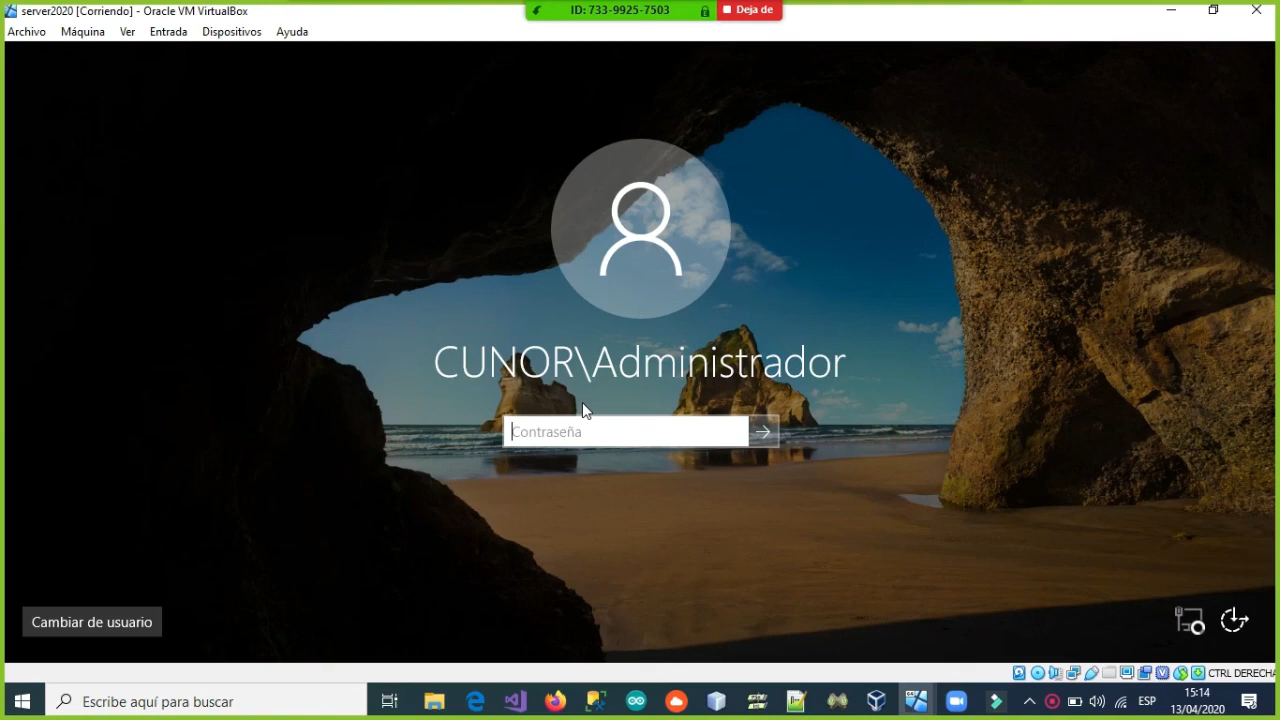 server2020 [Corriendo] - Oracle VM VirtualBox
ID: 733-9925-7503
Deja de
Archivo Máquina Ver Entrada Dispositivos Ayuda
CUNOR\Administrador
Contraseña
Cambiar de usuario
CTRL DERECHA
Escribe aquí para buscar
ESP
15:14
13/04/2020